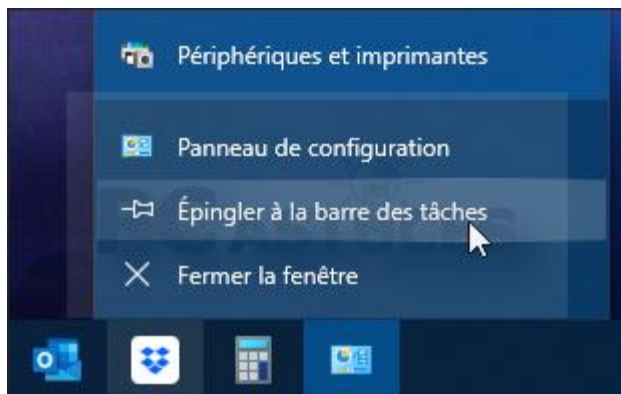 Périphériques et imprimantes
Panneau de configuration
Épingler à la barre des tâches
Fermer la fenêtre